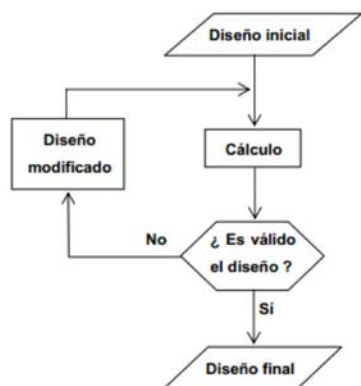 Diseño inicial
Diseño
modificado
Cálculo
No
¿ Es válido
el diseño ?
Sí
Diseño final